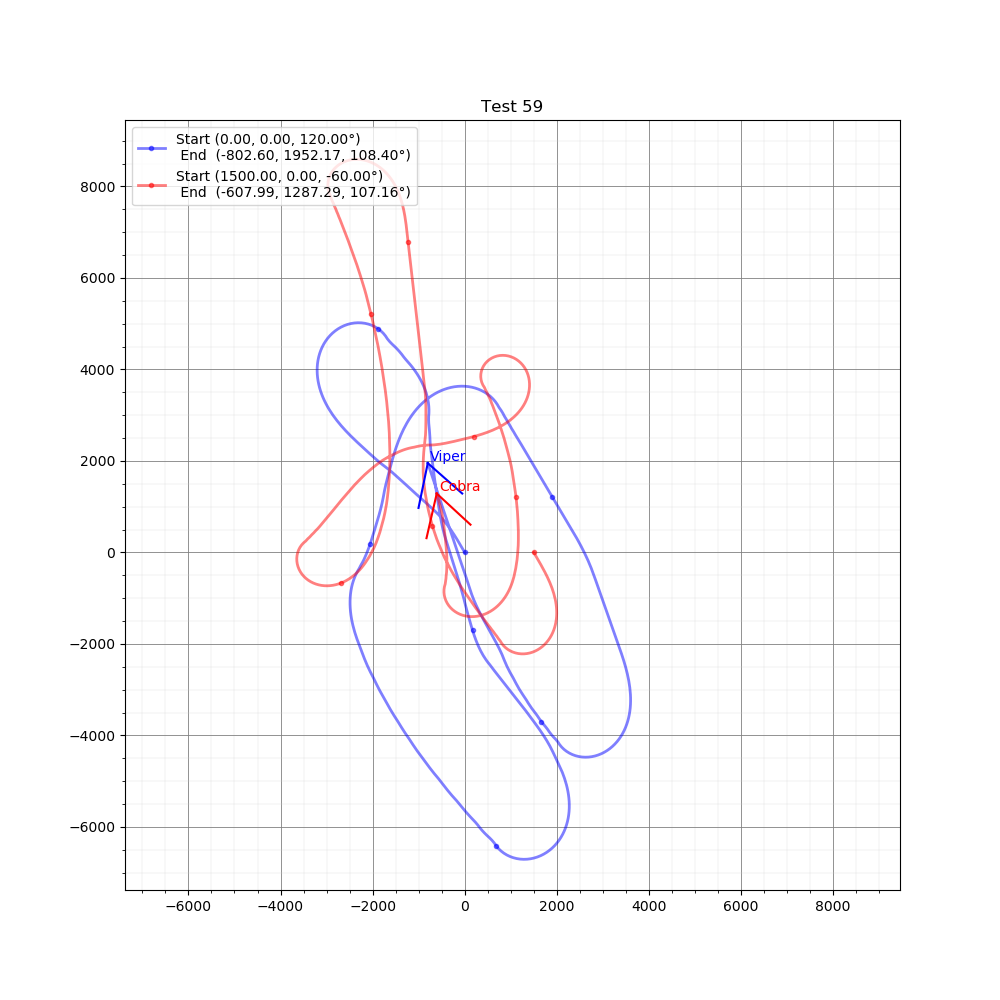 Test 59
Start (0.00, 0.00, 120.00°)
End (-802.60, 1952.17, 108.40°)
Start (1500.00, 0.00, -60.00°)
End (-607.99, 1287.29, 107.16°)
8000
6000
4000
2000
0
−2000
−4000
−6000
Viper
Cobra
−6000 −4000 −2000 0 2000 4000 6000 8000